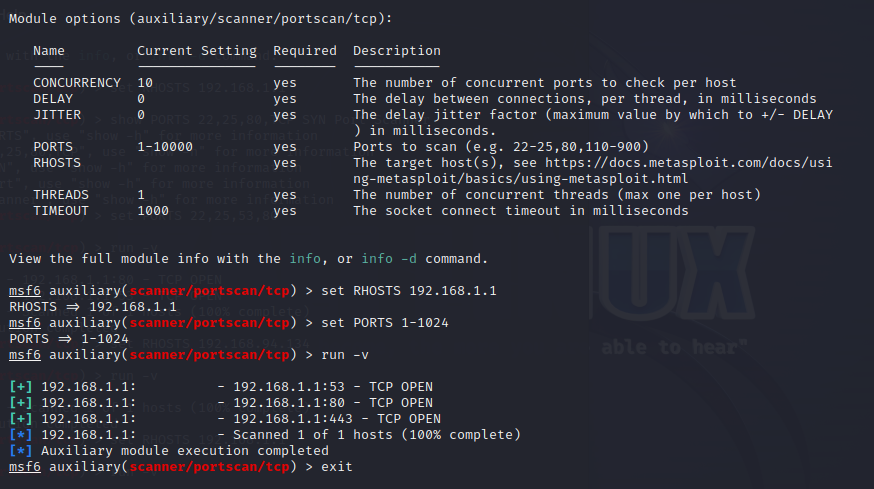 Module options (auxiliary/scanner/portscan/tcp):
Name Current Setting Required Description
CONCURRENCY 10 yes The number of concurrent ports to check per host
DELAY 0 yes The delay between connections, per thread, in milliseconds
JITTER 0 yes The delay jitter factor (maximum value by which to +/- DELAY
) in milliseconds.
PORTS 1-10000 yes Ports to scan (e.g. 22-25,80,110-900)
RHOSTS yes The target host(s), see https://docs.metasploit.com/docs/usi
ng-metasploit/basics/using-metasploit.html
THREADS 1 yes The number of concurrent threads (max one per host)
TIMEOUT 1000 yes The socket connect timeout in milliseconds
View the full module info with the info, or info -d command.
msf6 auxiliary(scanner/portscan/tcp) > set RHOSTS 192.168.1.1
RHOSTS => 192.168.1.1
msf6 auxiliary(scanner/portscan/tcp) > set PORTS 1-1024
PORTS => 1-1024
msf6 auxiliary(scanner/portscan/tcp) > run -v
[+] 192.168.1.1: - 192.168.1.1:53 - TCP OPEN
[+] 192.168.1.1: - 192.168.1.1:80 - TCP OPEN
[+] 192.168.1.1: - 192.168.1.1:443 - TCP OPEN
[*] 192.168.1.1: - Scanned 1 of 1 hosts (100% complete)
[*] Auxiliary module execution completed
msf6 auxiliary(scanner/portscan/tcp) > exit
UX
able to hear"